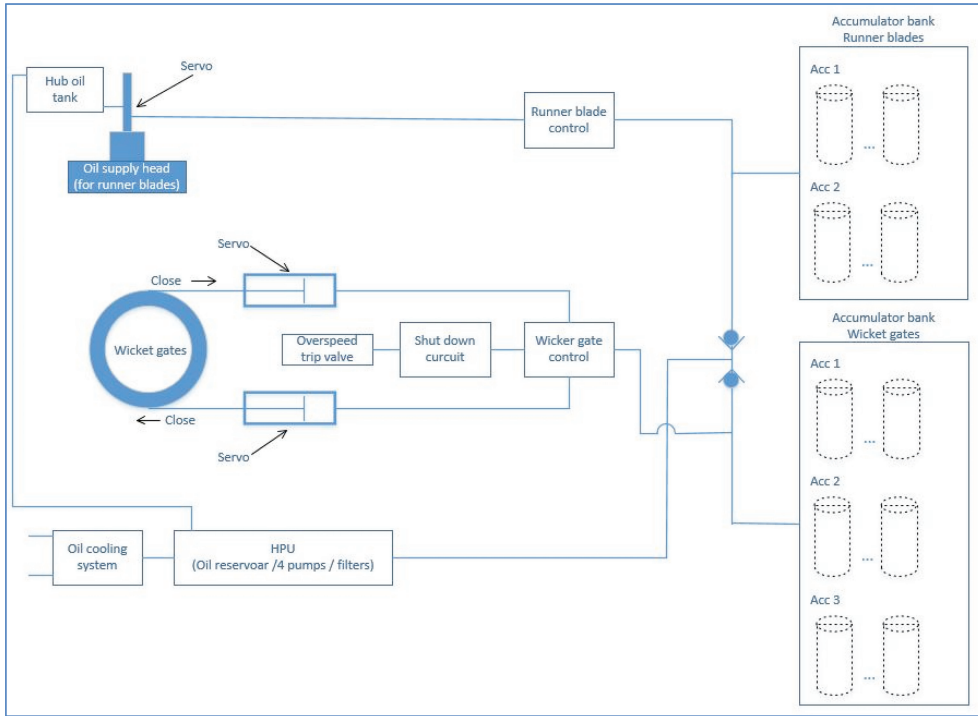 Accumulator bank
Runner blades
Acc 1
...
Acc 2
...
Servo
Hub oil
tank
Runner blade
control
Oil supply head
(for runner blades)
Servo
Close
Wicket gates
Overspeed
trip valve
Shut down
curcuit
Wicker gate
control
Close
Servo
Accumulator bank
Wicket gates
Acc 1
...
Acc 2
...
Acc 3
...
Oil cooling
system
HPU
(Oil reservoar /4 pumps / filters)